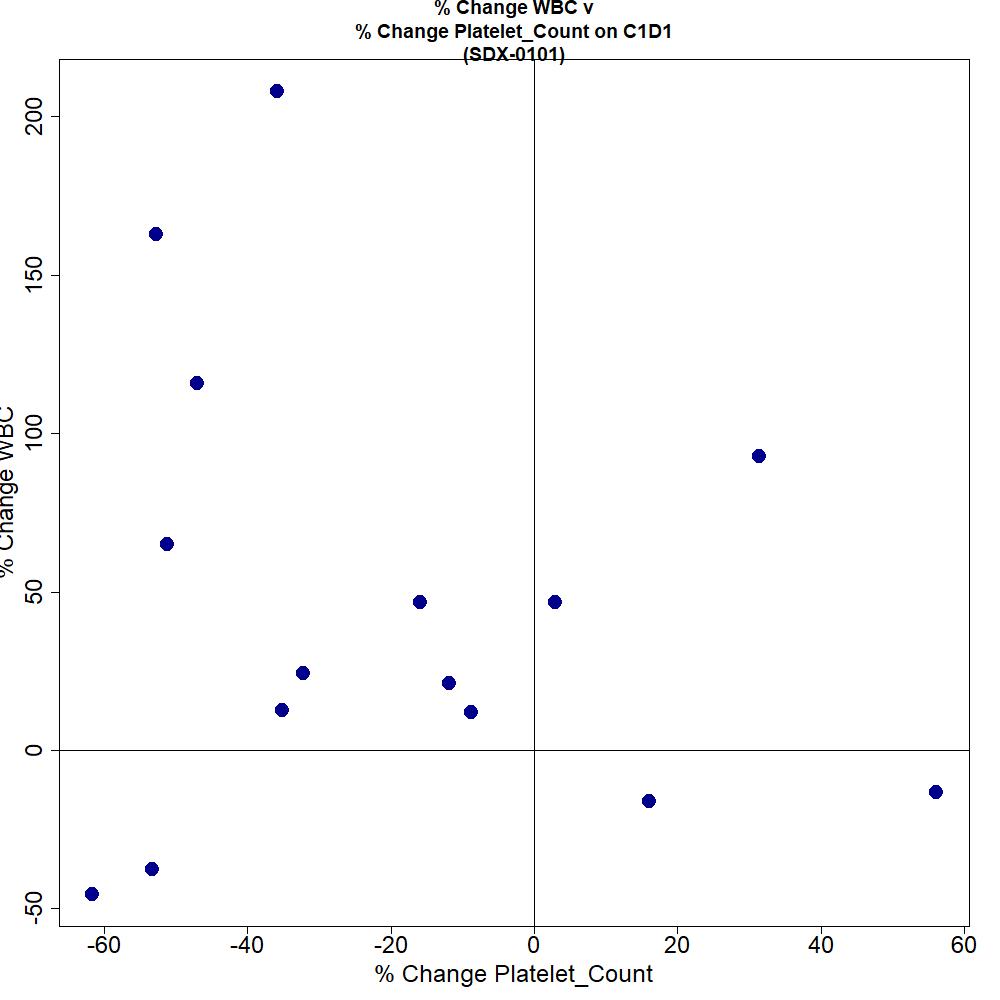 % Change WBC v
% Change Platelet_Count on C1D1
(SDX-0101)
200
150
100
50
0
-50
% Change WBC
-60 -40 -20 0 20 40 60
% Change Platelet_Count